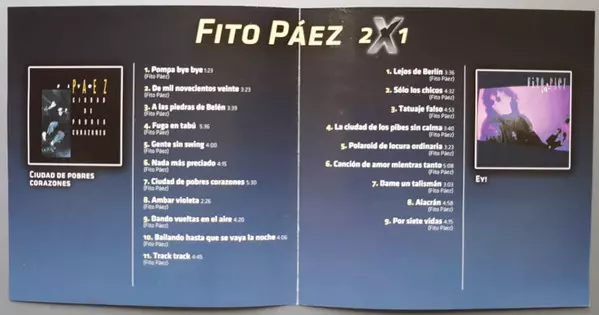 FITO PÁEZ 2X1
PAEZ
CIUDAD
DE
POBRES
CORAZONES
CIUDAD DE POBRES
CORAZONES
1. Pompa bye bye 1:23
(Fito Páez)
2. De mil novecientos veinte 3:23
(Fito Páez)
3. A las piedras de Belén 3:39
(Fito Páez)
4. Fuga en tabú 5:36
(Fito Páez)
5. Gente sin swing 4:00
(Fito Páez)
6. Nada más preciado 4:15
(Fito Páez)
7. Ciudad de pobres corazones 5:30
(Fito Páez)
8. Ambar violeta 2:26
(Fito Páez)
9. Dando vueltas en el aire 4:20
(Fito Páez)
10. Bailando hasta que se vaya la noche 4:06
(Fito Páez)
11. Track track 4:45
(Fito Páez)
1. Lejos de Berlín 3:36
(Fito Páez)
2. Sólo los chicos 4:32
(Fito Páez)
3. Tatuaje falso 4:53
(Fito Páez)
4. La ciudad de los pibes sin calma 3:40
(Fito Páez)
5. Polaroid de locura ordinaria 3:23
(Fito Páez)
6. Canción de amor mientras tanto 5:08
(Fito Páez)
7. Dame un talismán 3:03
(Fito Páez)
8. Alacrán 4:58
(Fito Páez)
9. Por siete vidas 4:15
(Fito Páez)
Fito Páez
EY!